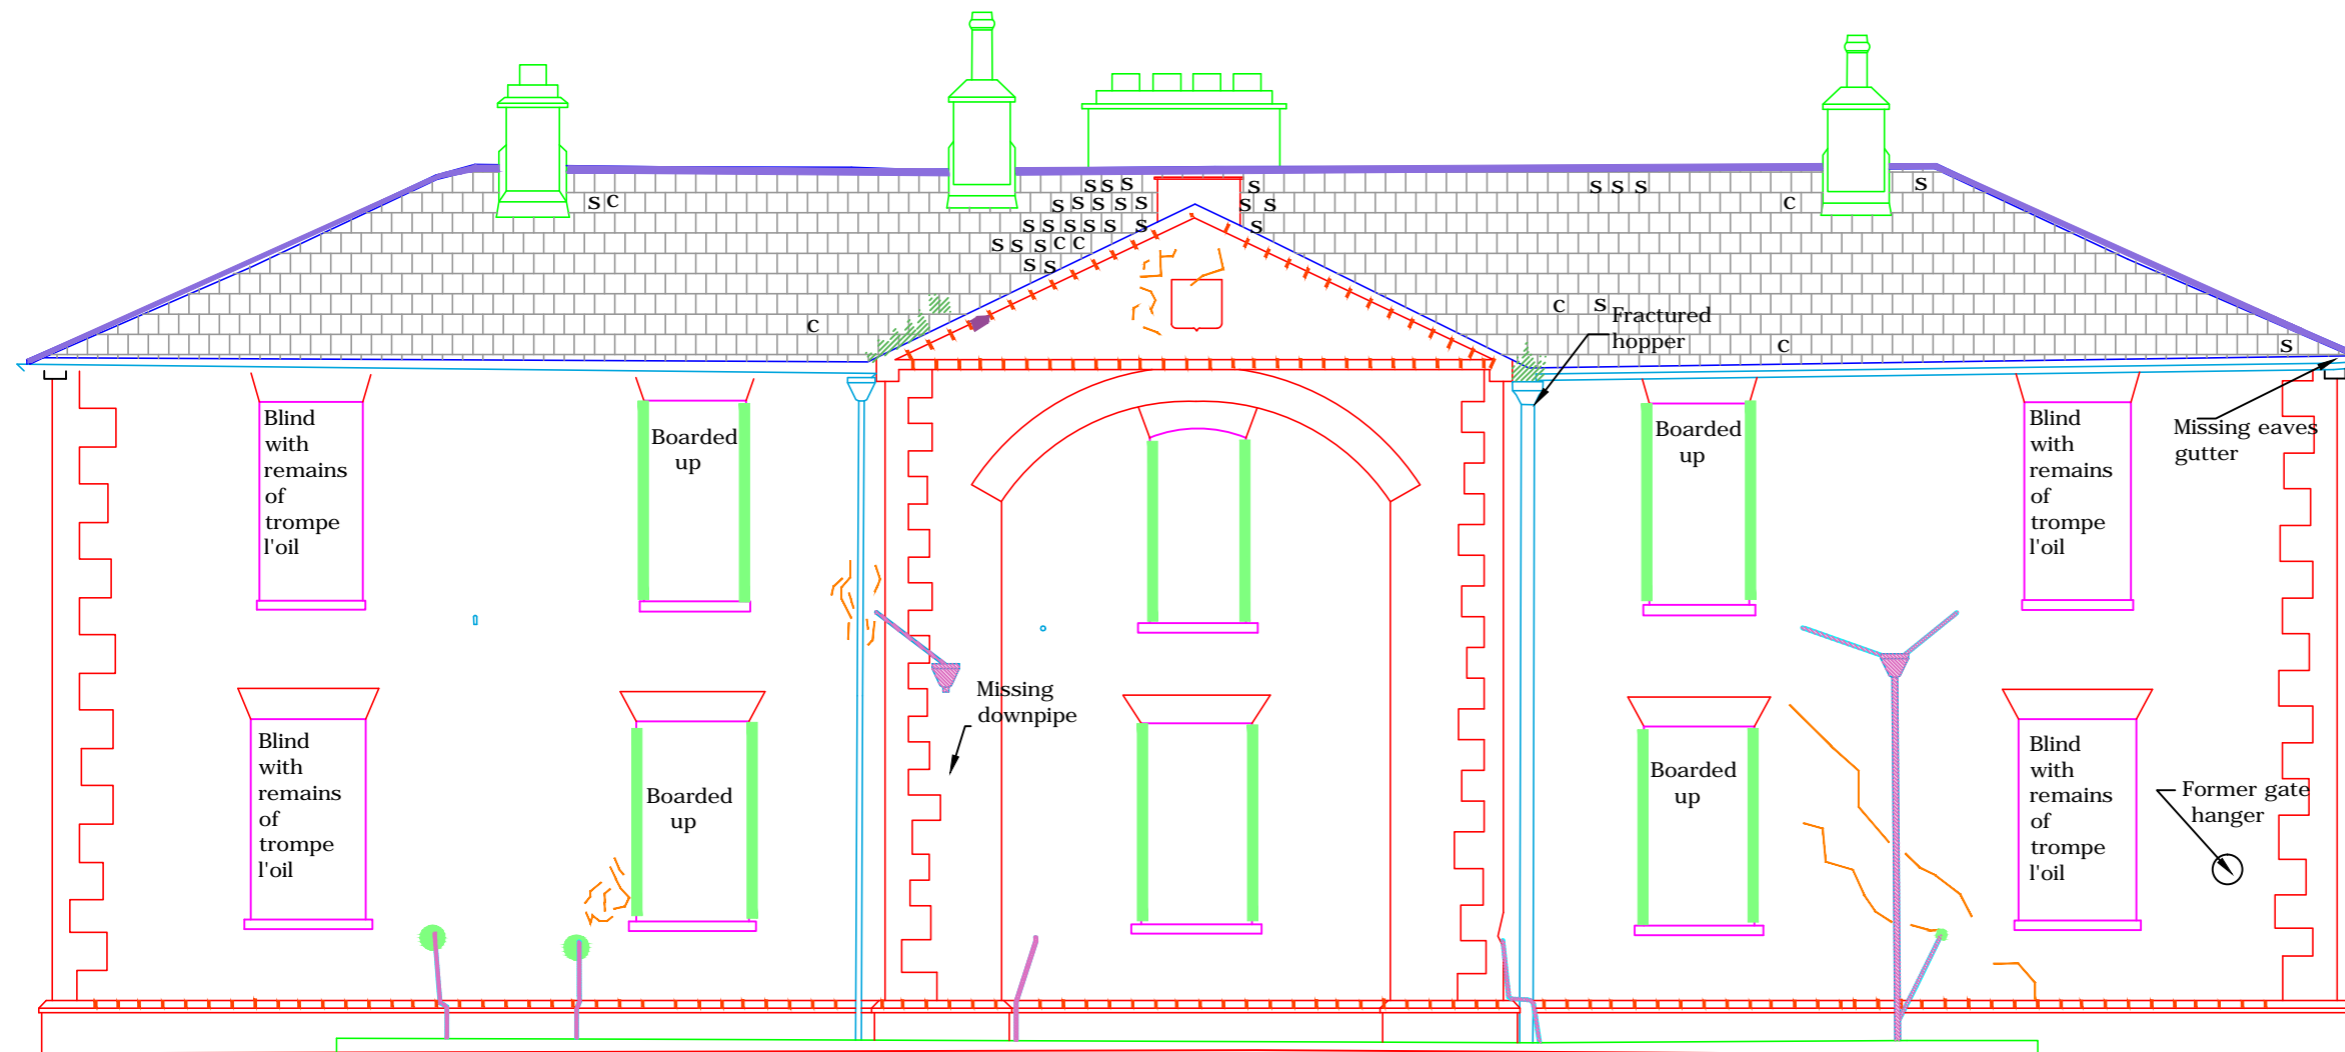 S S S
S
S S S
S
S C
S S S S S
S S
C
S S S S S S
S
S S S C C
S S
C S
Fractured
hopper
C
C
S
Blind
with
remains
of
trompe
l'oil
Boarded
up
Boarded
up
Blind
with
remains
of
trompe
l'oil
Missing eaves
gutter
Missing
downpipe
Blind
with
remains
of
trompe
l'oil
Boarded
up
Boarded
up
Blind
with
remains
of
trompe
l'oil
Former gate
hanger